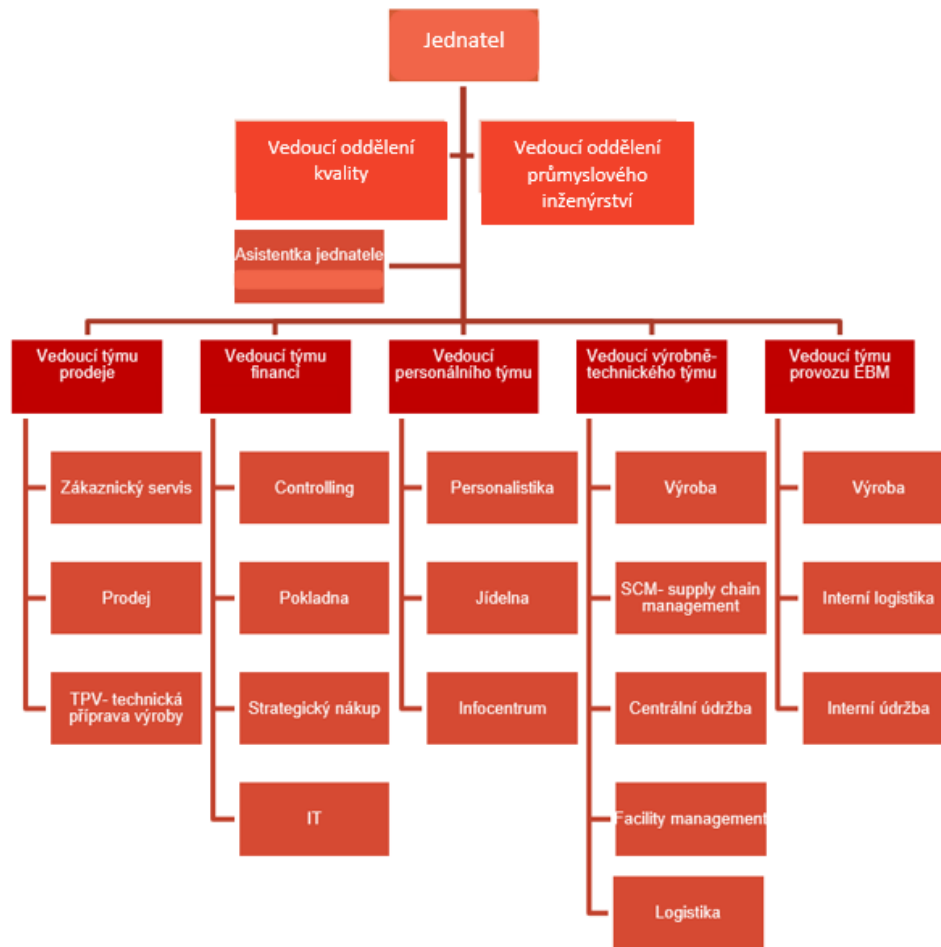 Jednatel
Vedoucí oddělení
kvality
Vedoucí oddělení
průmyslového
inženýrství
Asistentka jednatele
Vedoucí týmu
prodeje
Vedoucí týmu
financí
Vedoucí
personálního týmu
Vedoucí výrobně-
technického týmu
Vedoucí týmu
provozu EBM
Zákaznický servis
Controlling
Personalistika
Výroba
Výroba
Prodej
Pokladna
Jídelna
SCM- supply chain
management
Interní logistika
TPV- technická
příprava výroby
Strategický nákup
Infocentrum
Centrální údržba
Interní údržba
IT
Facility management
Logistika